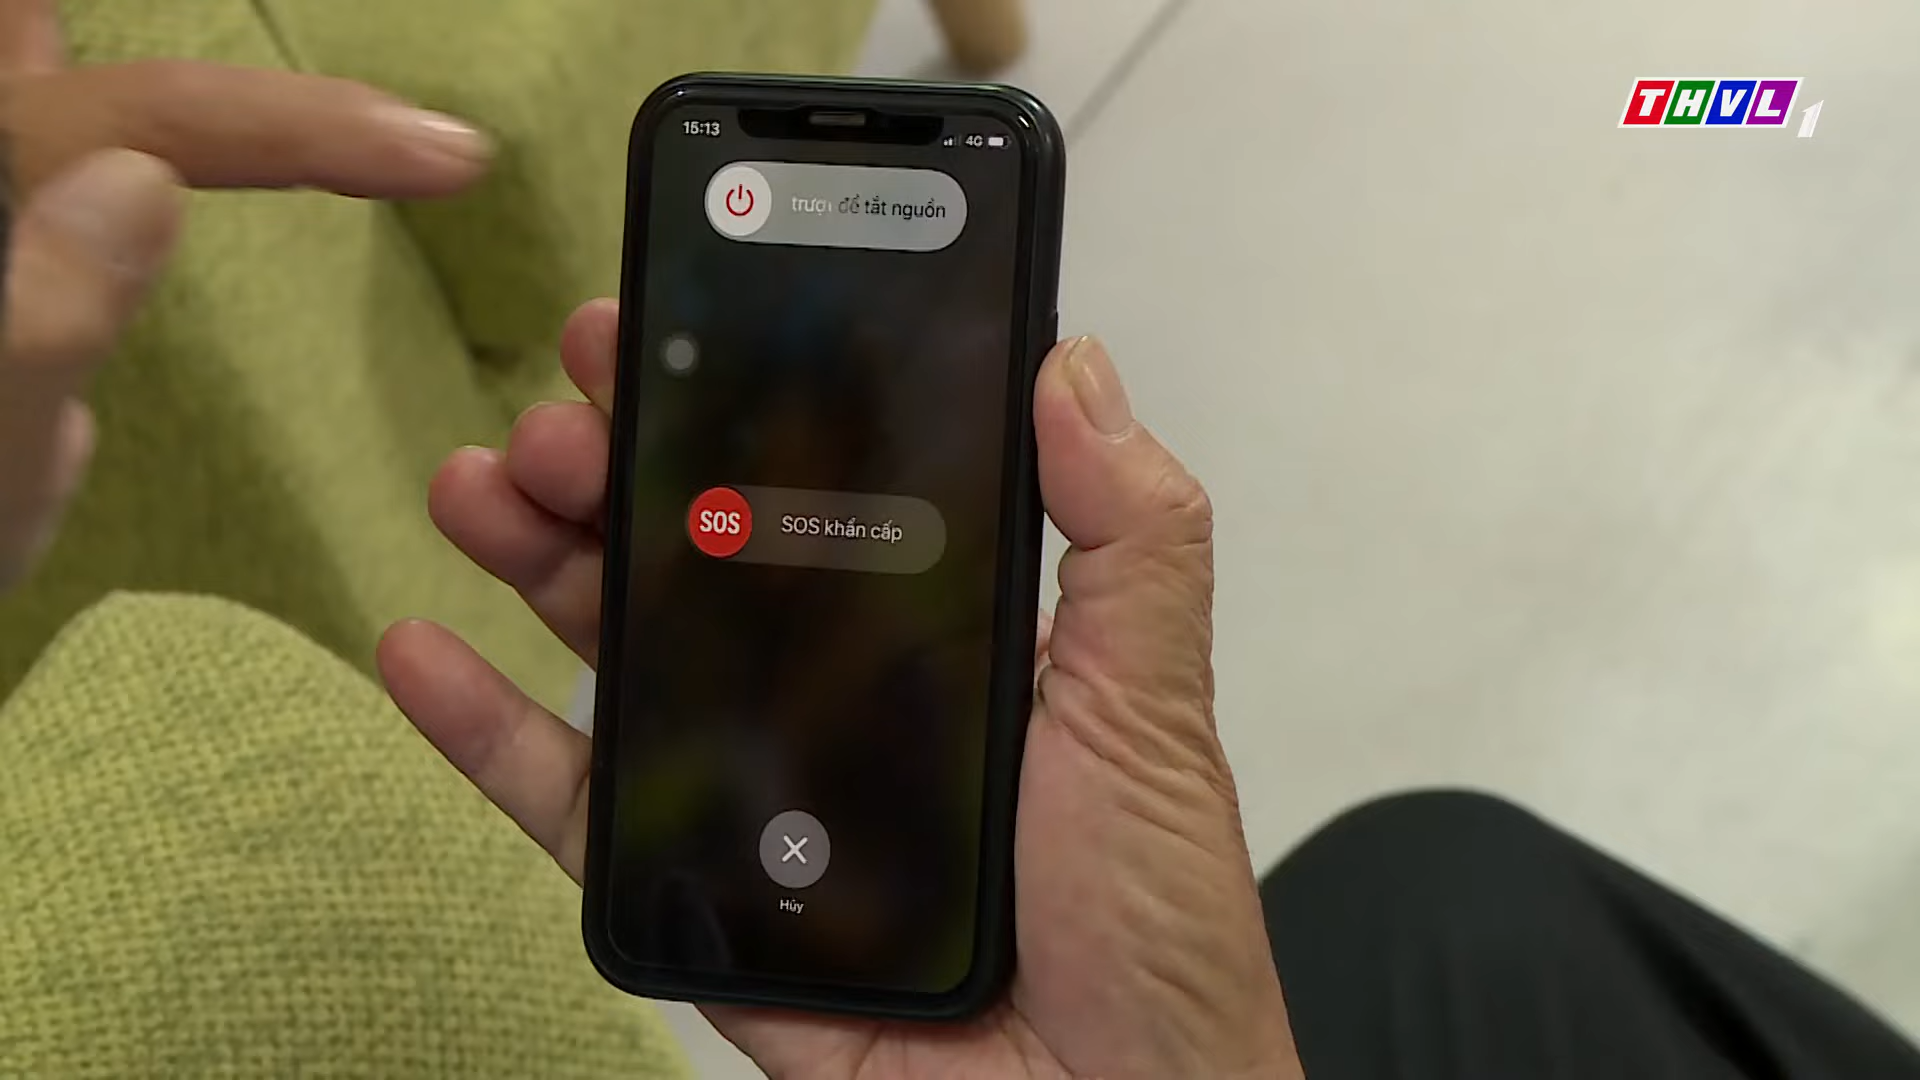 THVL1
15:13
4G
trượt để tắt nguồn
SOS
SOS khẩn cấp
Hủy